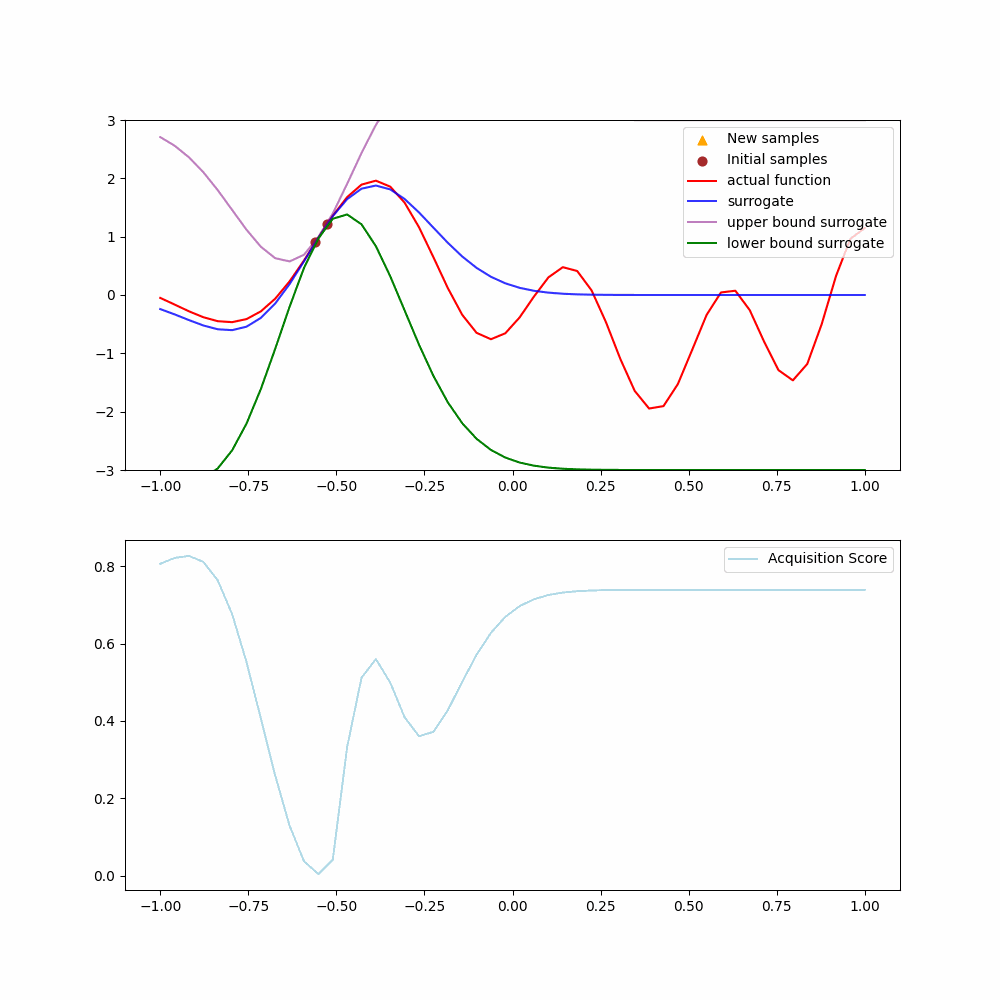 3
2
1
0
−1
−2
−3
New samples
Initial samples
actual function
surrogate
upper bound surrogate
lower bound surrogate
−1.00 −0.75 −0.50 −0.25 0.00 0.25 0.50 0.75 1.00
0.8
0.6
0.4
0.2
0.0
Acquisition Score
−1.00 −0.75 −0.50 −0.25 0.00 0.25 0.50 0.75 1.00